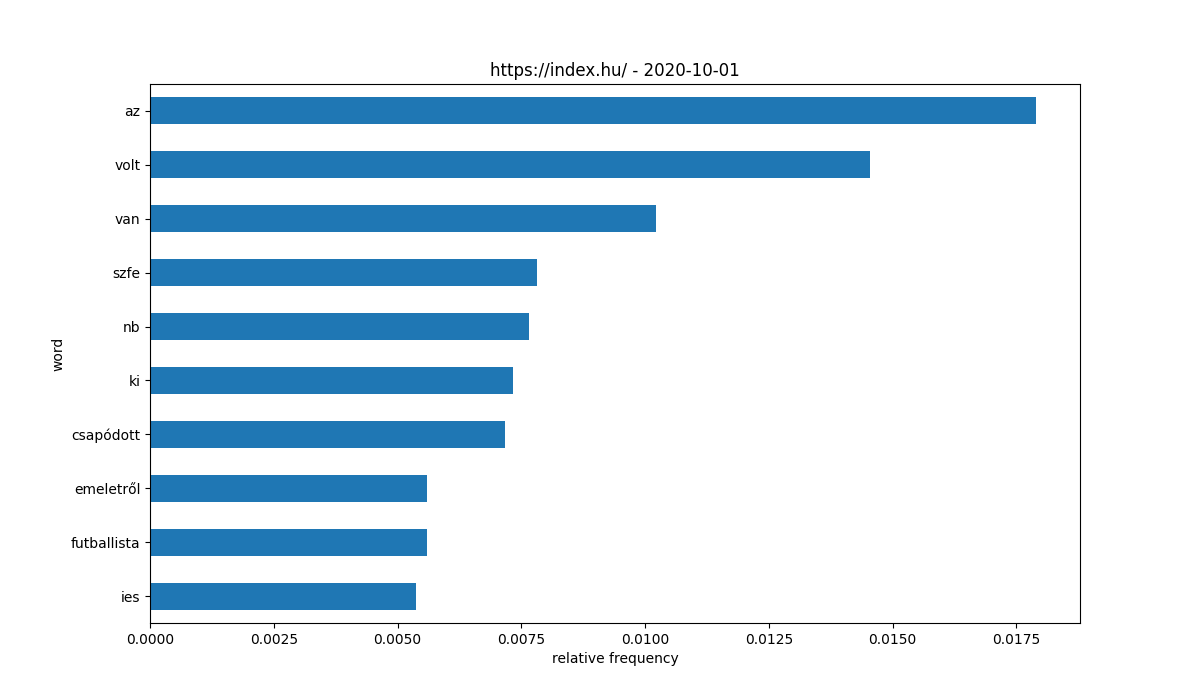 https://index.hu/ - 2020-10-01
az
volt
van
szfe
nb
ki
csapódott
emeletről
futballista
ies
word
0.0000 0.0025 0.0050 0.0075 0.0100 0.0125 0.0150 0.0175
relative frequency